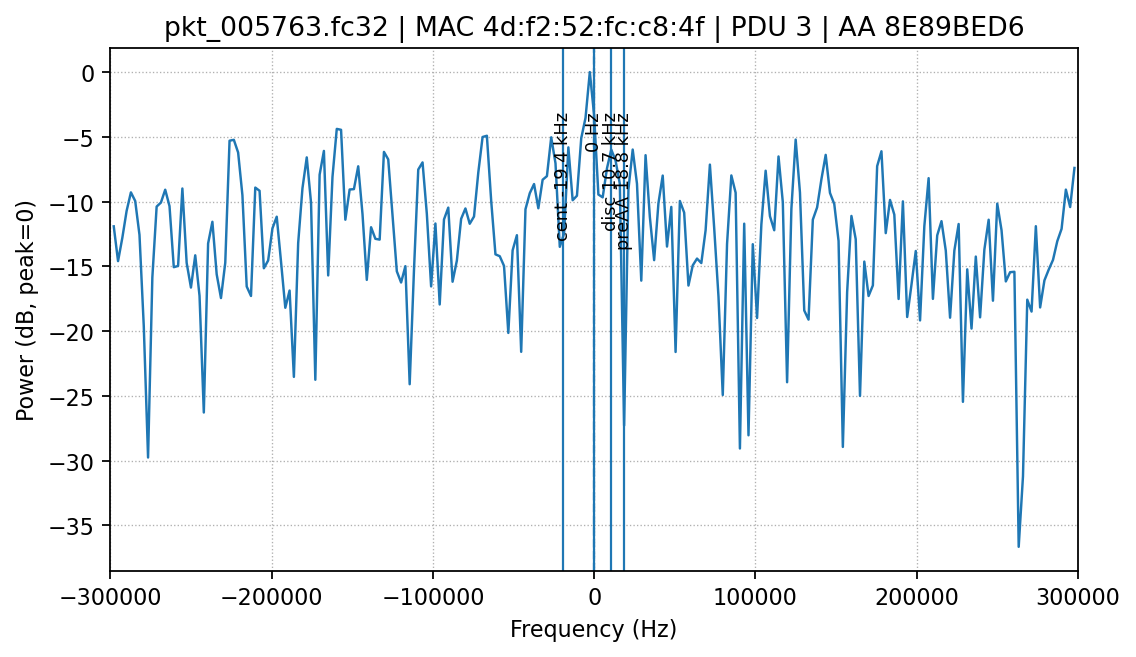 pkt_005763.fc32 | MAC 4d:f2:52:fc:c8:4f | PDU 3 | AA 8E89BED6
Power (dB, peak=0)
0
−5
−10
−15
−20
−25
−30
−35
cent -19.4 kHz
0 Hz
disc 10.7 kHz
preAA 18.8 kHz
−300000
−200000
−100000
0
100000
200000
300000
Frequency (Hz)